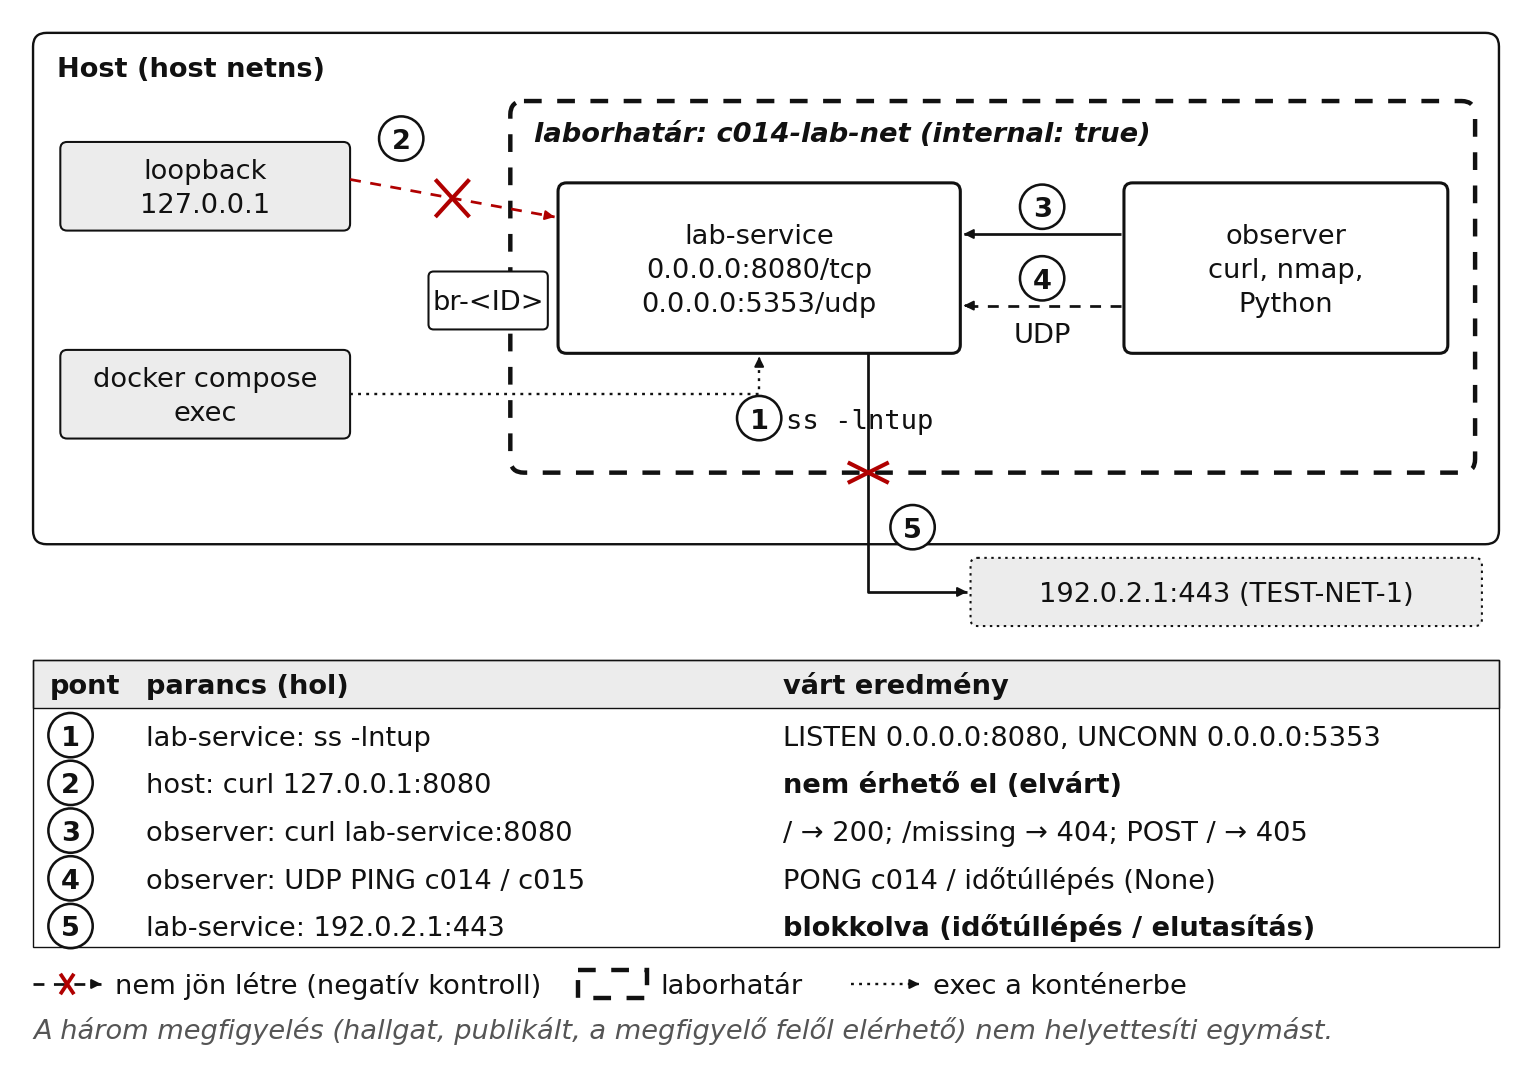 Host (host netns)
laborhatár: c014-lab-net (internal: true)
2
loopback
127.0.0.1
lab-service
0.0.0.0:8080/tcp
0.0.0.0:5353/udp
3
4
UDP
observer
curl, nmap,
Python
br-<ID>
docker compose
exec
1 ss -lntup
5
192.0.2.1:443 (TEST-NET-1)
pont parancs (hol) várt eredmény
1 lab-service: ss -lntup LISTEN 0.0.0.0:8080, UNCONN 0.0.0.0:5353
2 host: curl 127.0.0.1:8080 nem érhető el (elvárt)
3 observer: curl lab-service:8080 / → 200; /missing → 404; POST / → 405
4 observer: UDP PING c014 / c015 PONG c014 / időtúllépés (None)
5 lab-service: 192.0.2.1:443 blokkolva (időtúllépés / elutasítás)
nem jön létre (negatív kontroll) laborhatár exec a konténerbe
A három megfigyelés (hallgat, publikált, a megfigyelő felől elérhető) nem helyettesíti egymást.